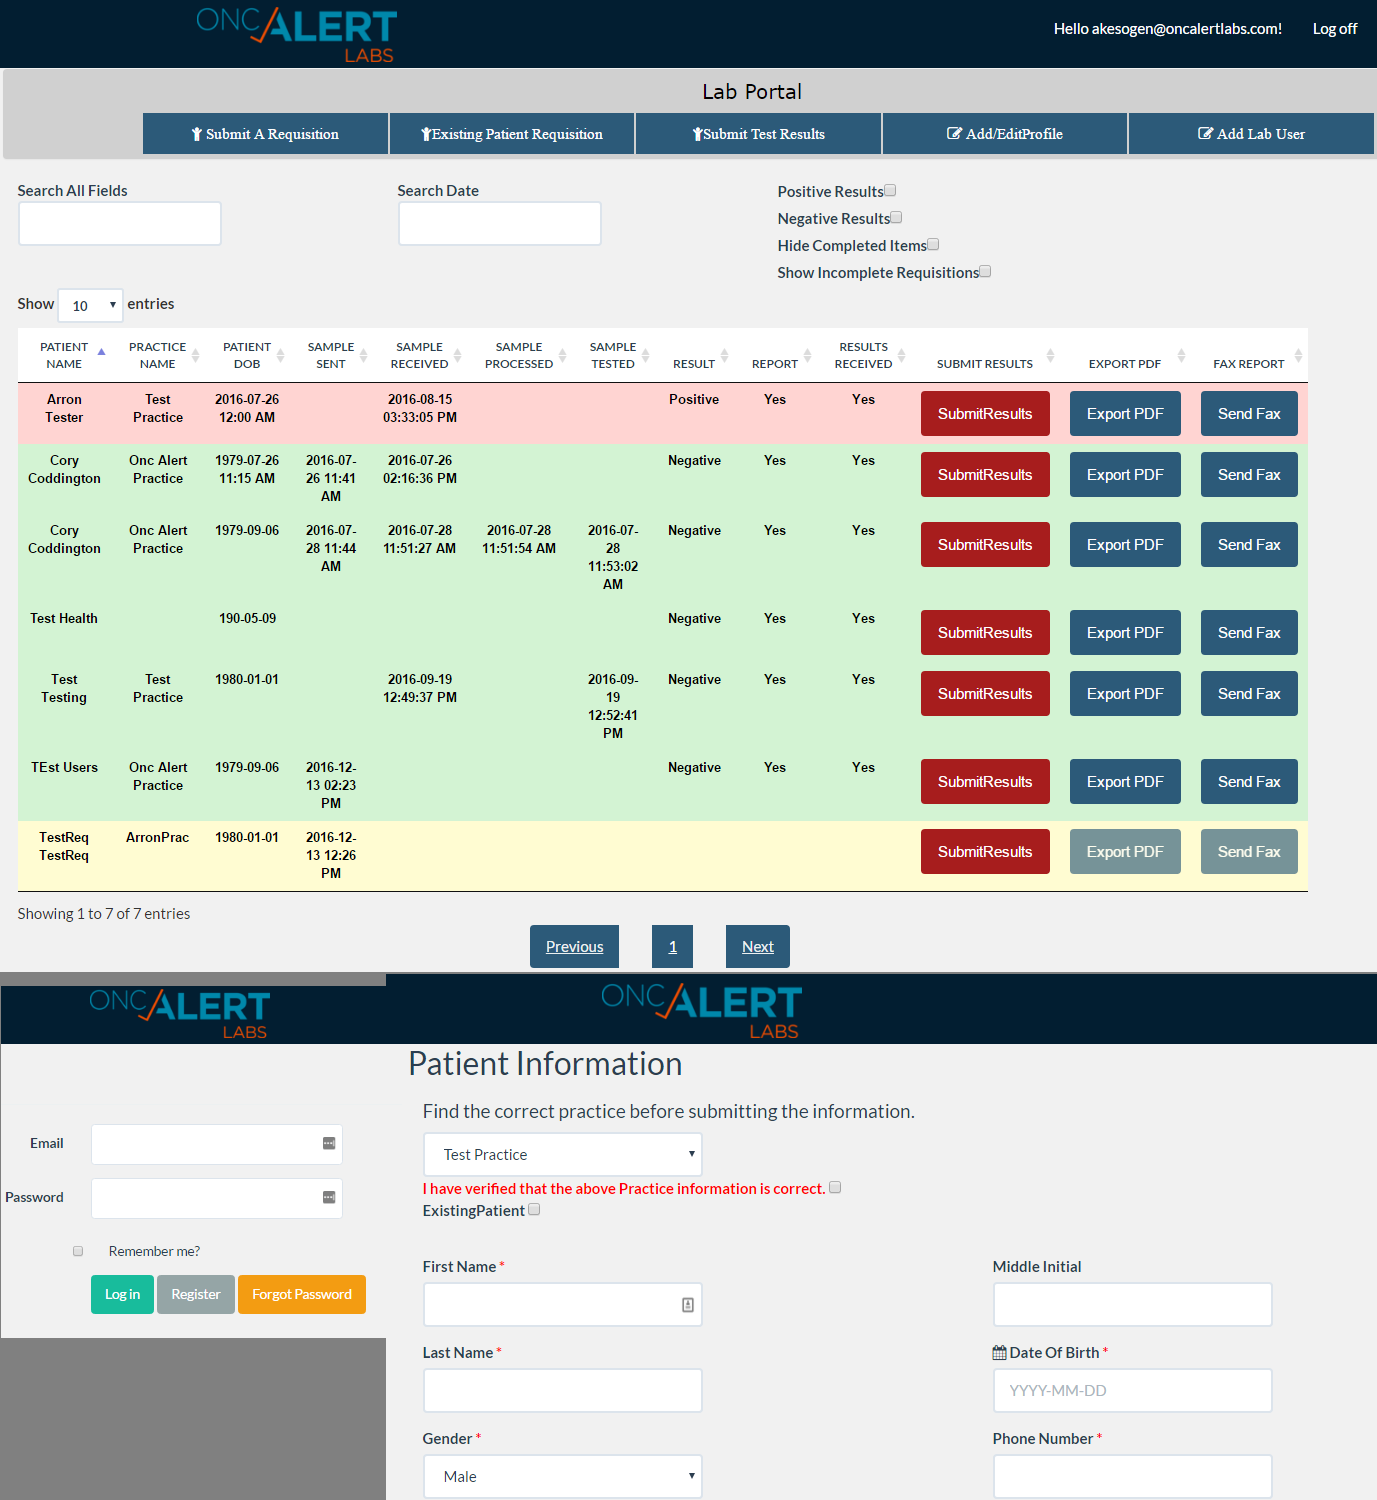 ONC ALERT
LABS
Hello akesogen@oncalertlabs.com! Log off
Lab Portal
Submit A Requisition Existing Patient Requisition Submit Test Results Add/EditProfile Add Lab User
Search All Fields Search Date Positive Results
Negative Results
Hide Completed Items
Show Incomplete Requisitions
Show 10 entries
PATIENT PRACTICE PATIENT SAMPLE SAMPLE SAMPLE SAMPLE RESULTS
NAME NAME DOB SENT RECEIVED PROCESSED TESTED RESULT REPORT RECEIVED SUBMIT RESULTS EXPORT PDF FAX REPORT
Arron Test 2016-07-26 2016-08-15 Positive Yes Yes SubmitResults Export PDF Send Fax
Tester Practice 12:00 AM 03:33:05 PM
Cory Onc Alert 1979-07-26 2016-07- 2016-07-26 Negative Yes Yes SubmitResults Export PDF Send Fax
Coddington Practice 11:15 AM 26 11:41 02:16:36 PM
AM
Cory Onc Alert 1979-09-06 2016-07- 2016-07-28 2016-07-28 2016-07- Negative Yes Yes SubmitResults Export PDF Send Fax
Coddington Practice 28 11:44 11:51:27 AM 11:51:54 AM 28
AM 11:53:02
AM
Test Health 190-05-09 Negative Yes Yes SubmitResults Export PDF Send Fax
Test Test 1980-01-01 2016-09-19 2016-09- Negative Yes Yes SubmitResults Export PDF Send Fax
Testing Practice 12:49:37 PM 19
12:52:41
PM
TEst Users Onc Alert 1979-09-06 2016-12- Negative Yes Yes SubmitResults Export PDF Send Fax
Practice 13 02:23
PM
TestReq ArronPrac 1980-01-01 2016-12- SubmitResults Export PDF Send Fax
TestReq 13 12:26
PM
Showing 1 to 7 of 7 entries
Previous 1 Next
ONC ALERT
LABS
Email
Password
Remember me?
Log in Register Forgot Password
ONC ALERT
LABS
Patient Information
Find the correct practice before submitting the information.
Test Practice
I have verified that the above Practice information is correct.
ExistingPatient
First Name * Middle Initial
Last Name * Date Of Birth *
YYYY-MM-DD
Gender * Phone Number *
Male